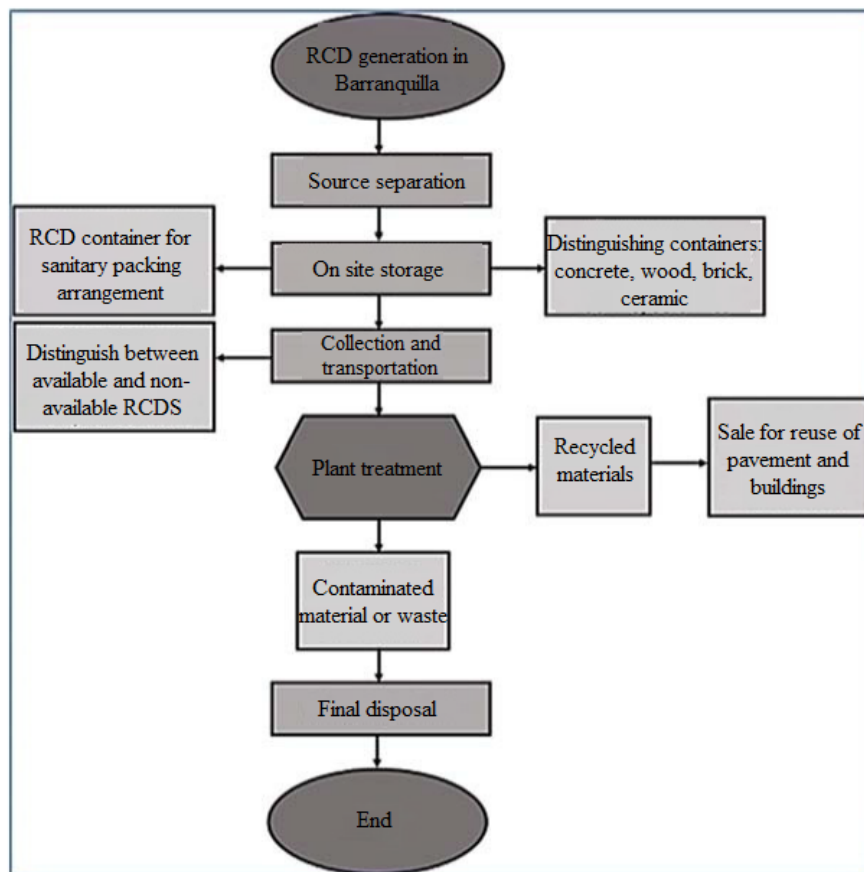 RCD generation in
Barranquilla
Source separation
RCD container for
sanitary packing
arrangement
On site storage
Distinguishing containers:
concrete, wood, brick,
ceramic
Distinguish between
available and non-
available RCDS
Collection and
transportation
Plant treatment
Recycled
materials
Sale for reuse of
pavement and
buildings
Contaminated
material or waste
Final disposal
End